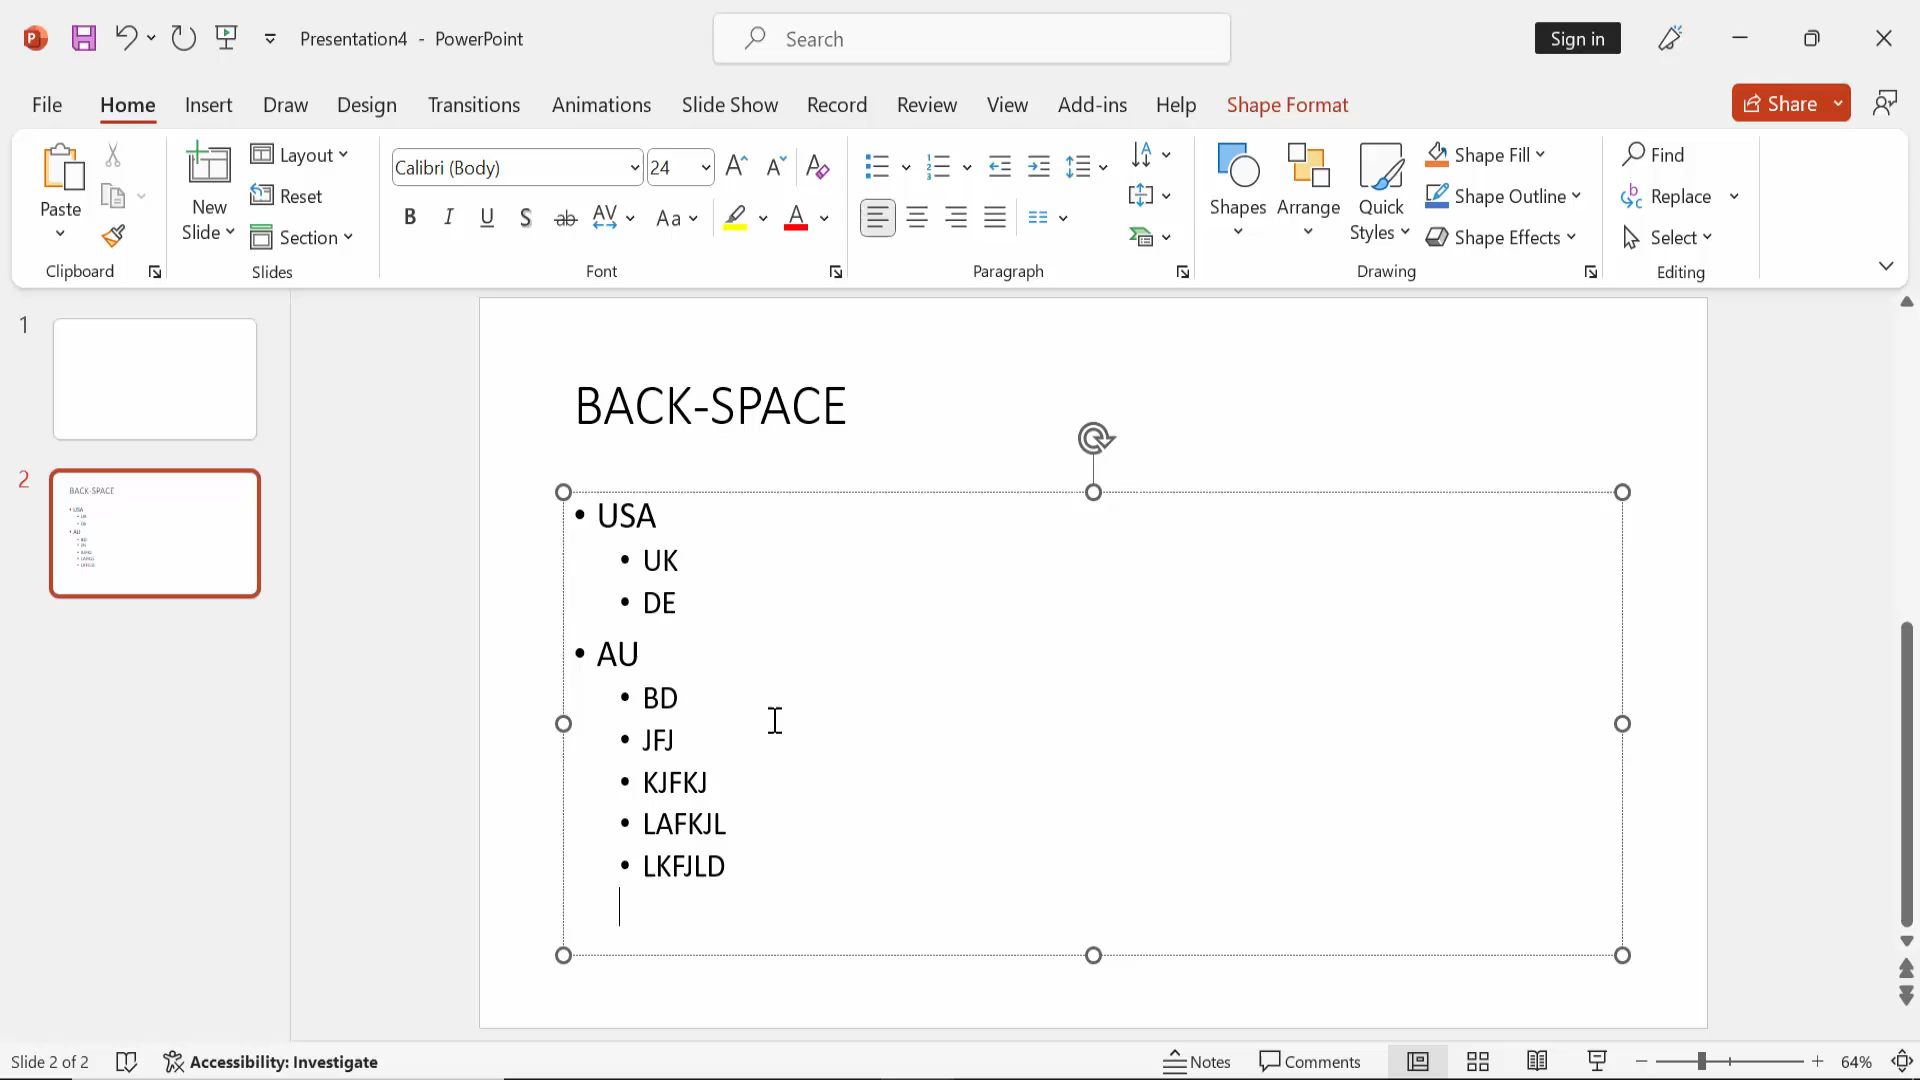 Presentation4 - PowerPoint
Search
Sign in
File Home Insert Draw Design Transitions Animations Slide Show Record Review View Add-ins Help Shape Format
Share
Paste
Clipboard
New Slide
Layout
Reset
Section
Slides
Calibri (Body) 24
B I U S ab AV Aa A
Font
Paragraph
Shapes
Arrange
Quick Styles
Shape Fill
Shape Outline
Shape Effects
Drawing
Find
Replace
Select
Editing
1
2
BACK-SPACE
• USA
• UK
• DE
• AU
• BD
• JFJ
• KJFKJ
• LAFKJL
• LKFJLD
Slide 2 of 2
Accessibility: Investigate
Notes
Comments
64%